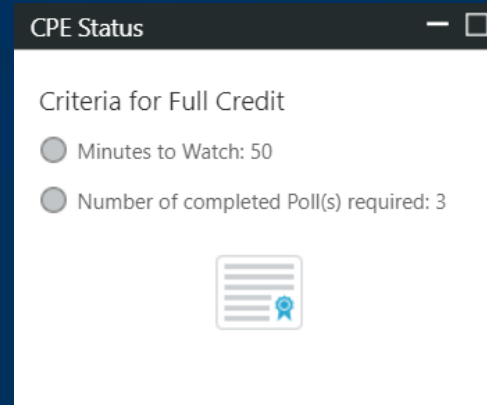 CPE Status
Criteria for Full Credit
Minutes to Watch: 50
Number of completed Poll(s) required: 3